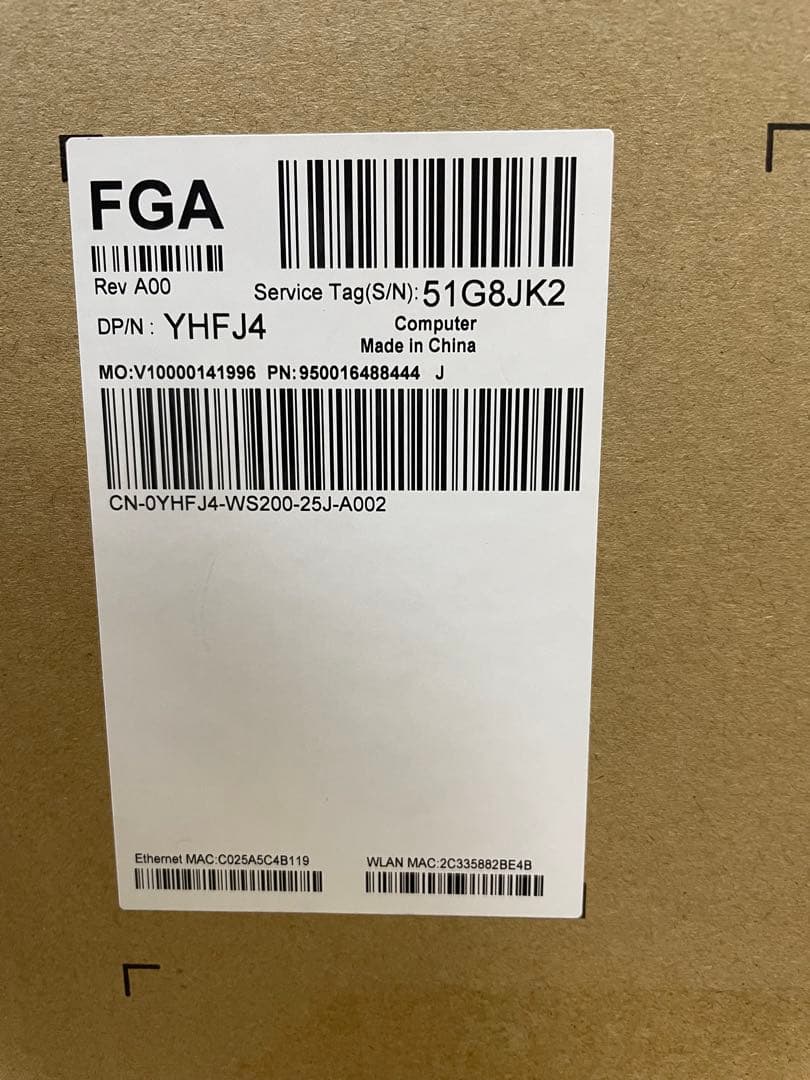 FGA
Rev A00
Service Tag(S/N): 51G8JK2
DP/N : YHFJ4
Computer
Made in China
MO:V10000141996 PN:950016488444 J
CN-0YHFJ4-WS200-25J-A002
Ethernet MAC:C025A5C4B119
WLAN MAC:2C335882BE4B